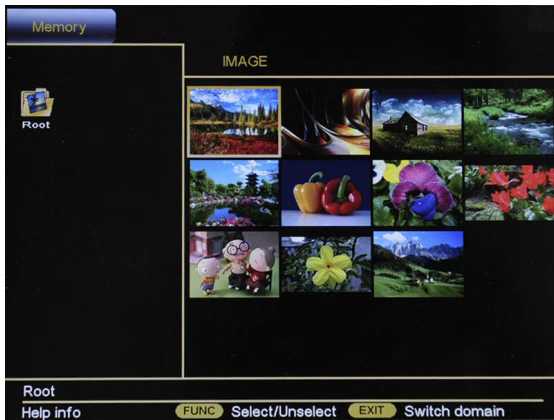 Memory
IMAGE
Root
Root
Help info FUNC Select/Unselect EXIT Switch domain